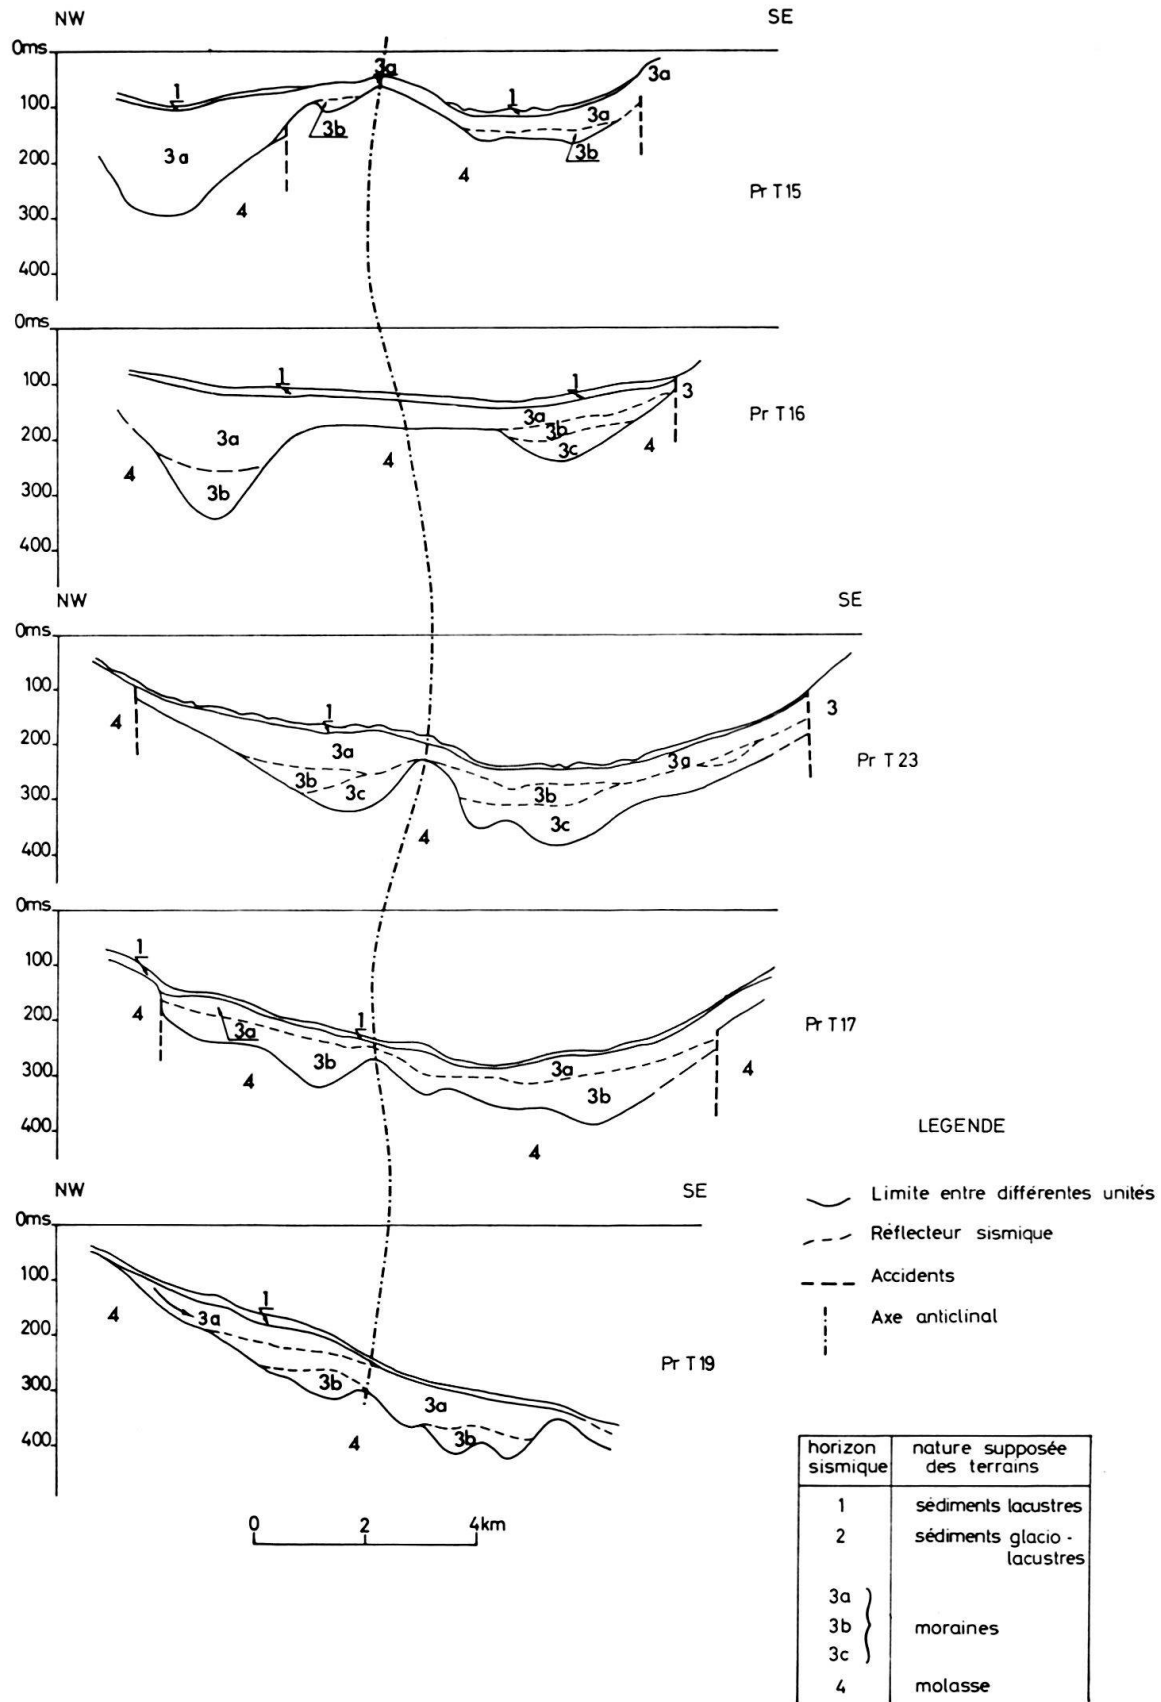 NW SE
0ms
3a
3a
1
1
100
3a
3b
3a
3b
200
4
Pr T15
4
300
400
0ms
100
1
1
3
Pr T16
3a
3b
200
3a
4
4
3c
4
3b
300
400
NW SE
0ms
100
4
1
3
200
3a
3a
Pr T23
3b
3b
300
3c
3c
4
400
0ms
1
100
4
1
Pr T17
200
3a
3b
3a
300
4
3b
4
400
4
LEGENDE
NW SE
Limite entre différentes unités
0ms
Réflecteur sismique
100
Accidents
1
4
3a
Axe anticlinal
200
Pr T19
3b
300
3a
3b
400
4
0 2 4km
horizon sismique
nature supposée des terrains
1 sédiments lacustres
2 sédiments glacio-
lacustres
3a
3b moraines
3c
4 molasse